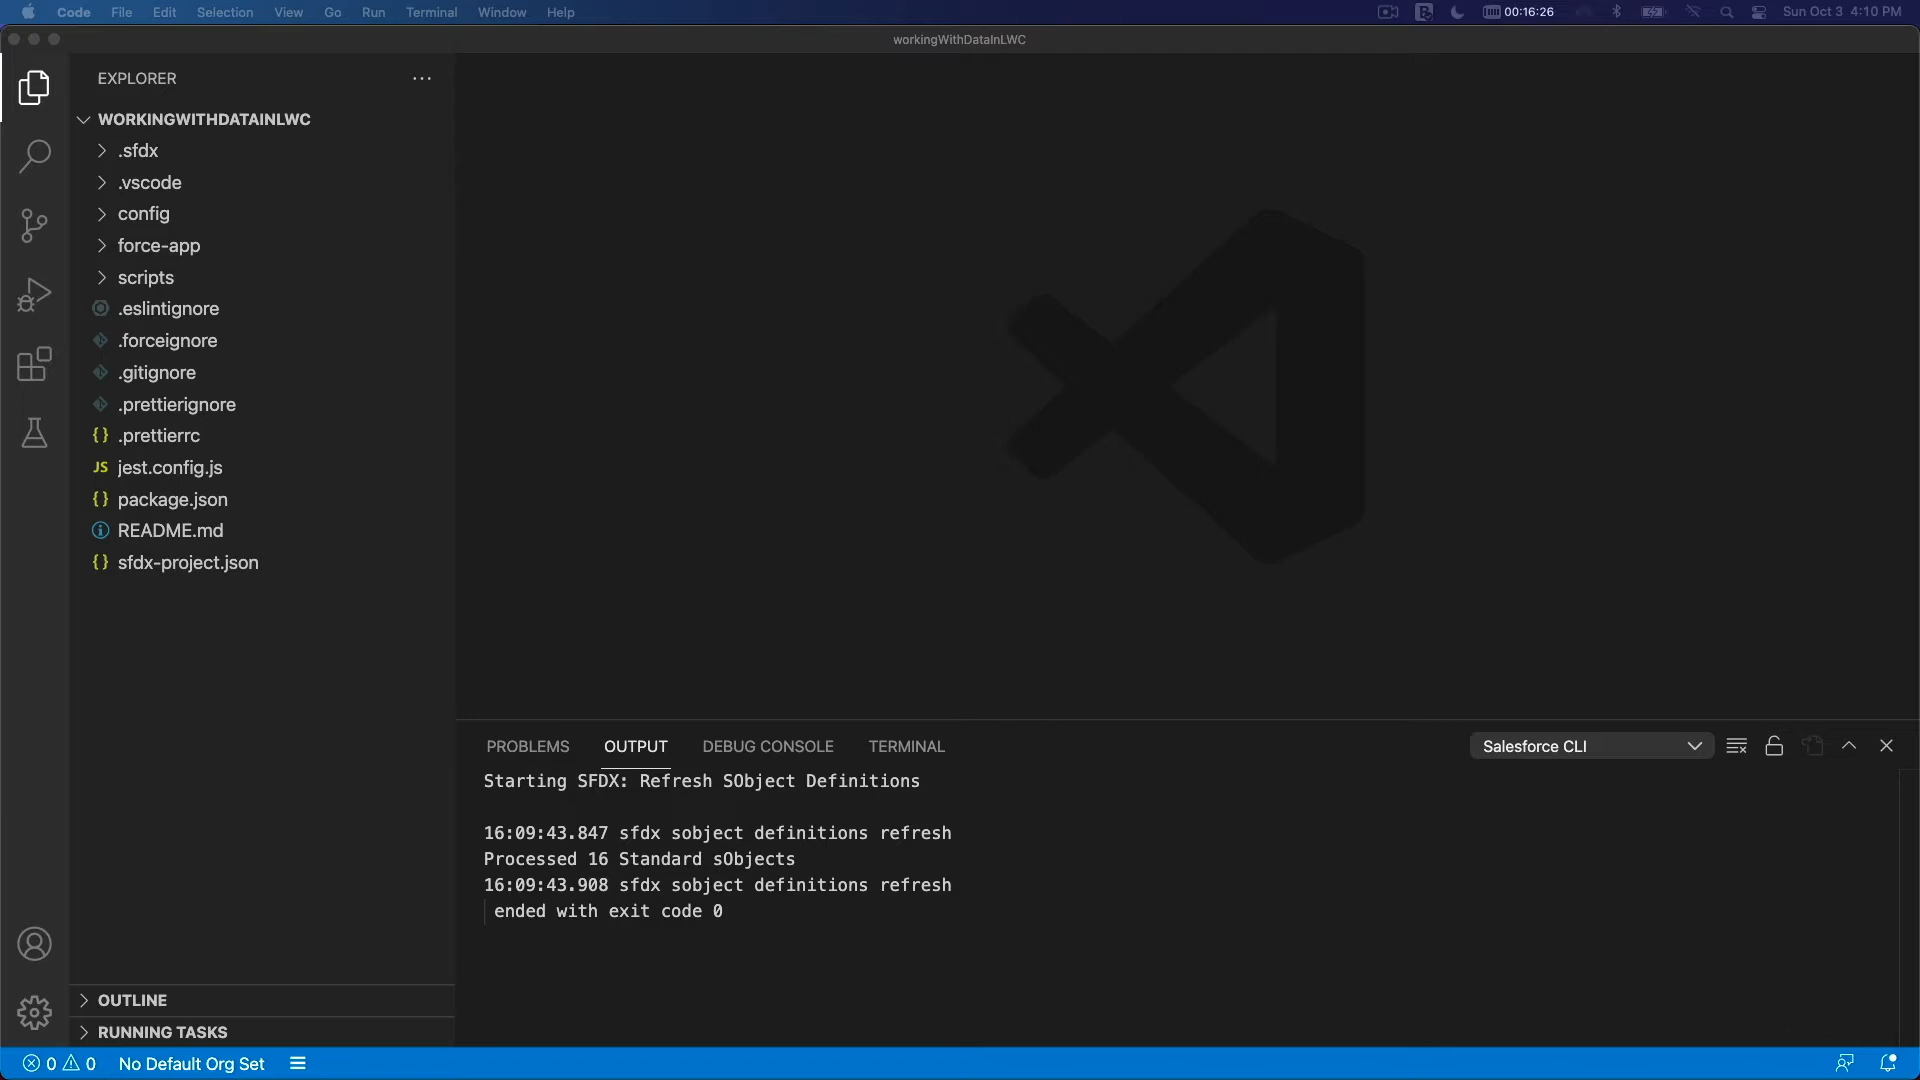 Code File Edit Selection View Go Run Terminal Window Help 00:16:26 Sun Oct 3 4:10 PM
workingWithDataInLWC
EXPLORER
WORKINGWITHDATAINLWC
.sfdx
.vscode
config
force-app
scripts
.eslintignore
.forceignore
.gitignore
.prettierignore
{} .prettierrc
JS jest.config.js
{} package.json
README.md
{} sfdx-project.json
OUTLINE
RUNNING TASKS
PROBLEMS OUTPUT DEBUG CONSOLE TERMINAL Salesforce CLI
Starting SFDX: Refresh SObject Definitions
16:09:43.847 sfdx sobject definitions refresh
Processed 16 Standard sObjects
16:09:43.908 sfdx sobject definitions refresh
ended with exit code 0
0 0 No Default Org Set